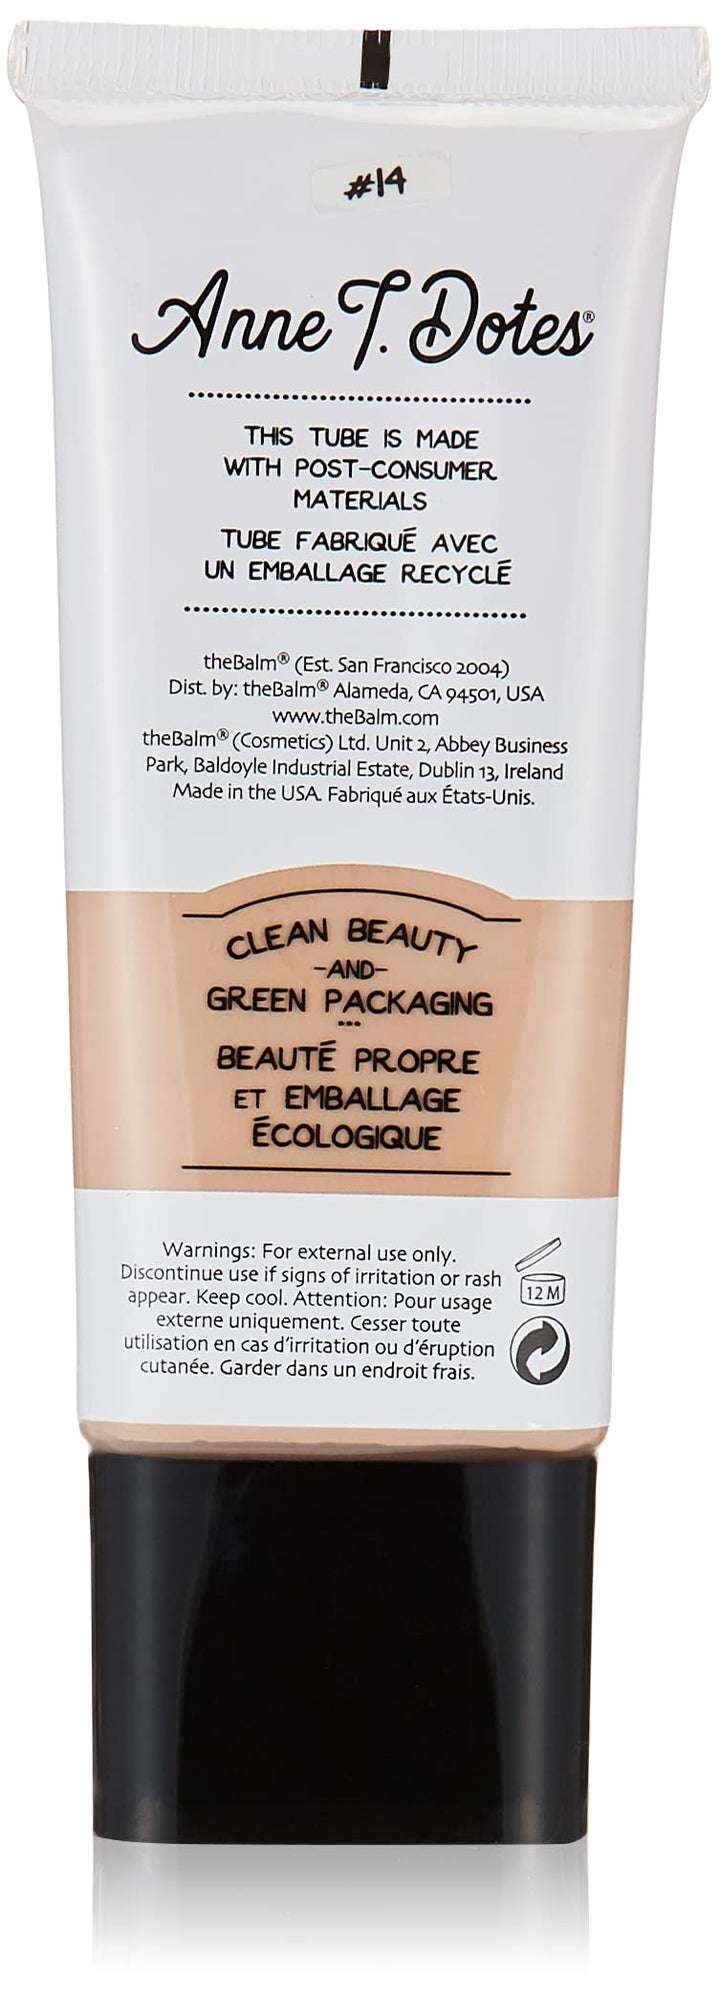 #14
Anne T. Dotes®
THIS TUBE IS MADE
WITH POST-CONSUMER
MATERIALS
TUBE FABRIQUÉ AVEC
UN EMBALLAGE RECYCLÉ
theBalm® (Est. San Francisco 2004)
Dist. by: theBalm® Alameda, CA 94501, USA
www.theBalm.com
theBalm® (Cosmetics) Ltd. Unit 2, Abbey Business
Park, Baldoyle Industrial Estate, Dublin 13, Ireland
Made in the USA. Fabriqué aux États-Unis.
CLEAN BEAUTY
-AND-
GREEN PACKAGING
...
BEAUTÉ PROPRE
ET EMBALLAGE
ÉCOLOGIQUE
Warnings: For external use only.
Discontinue use if signs of irritation or rash
appear. Keep cool. Attention: Pour usage
externe uniquement. Cesser toute
utilisation en cas d'irritation ou d'éruption
cutanée. Garder dans un endroit frais.
12 M